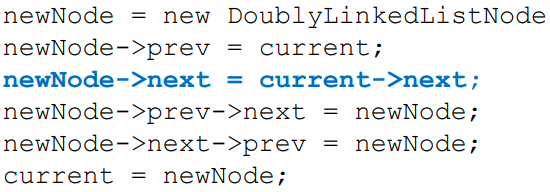 newNode = new DoublyLinkedListNode
newNode->prev = current;
newNode->next = current->next;
newNode->prev->next = newNode;
newNode->next->prev = newNode;
current = newNode;